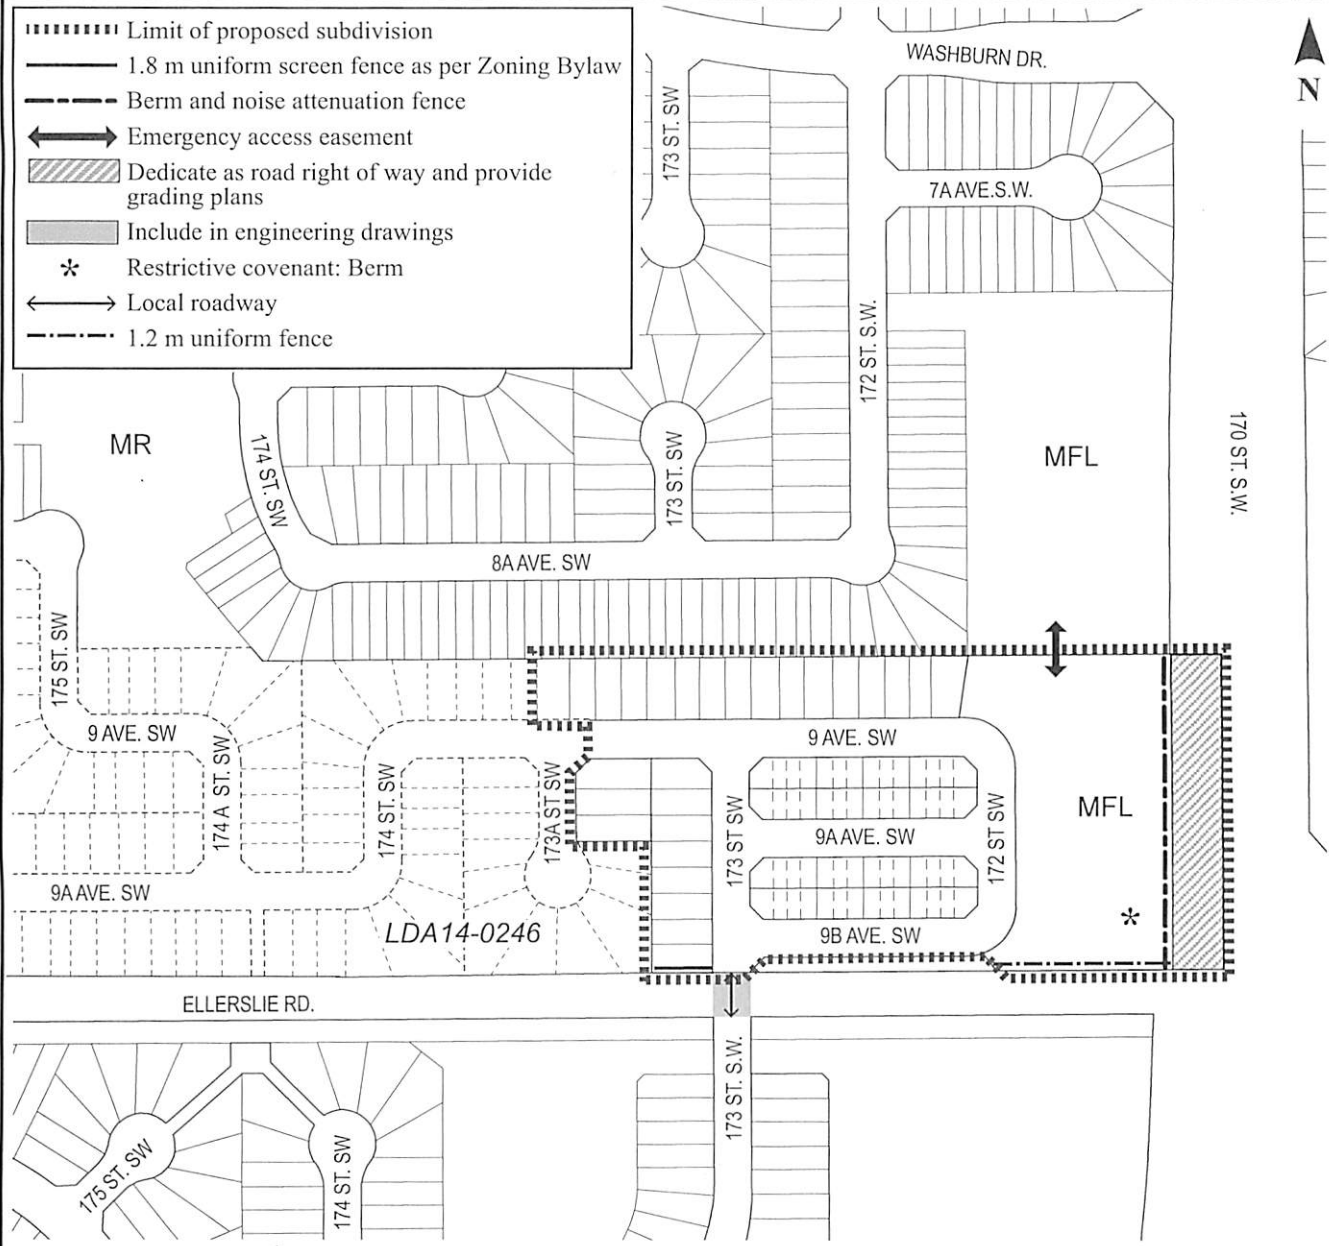 Limit of proposed subdivision
1.8 m uniform screen fence as per Zoning Bylaw
Berm and noise attenuation fence
Emergency access easement
Dedicate as road right of way and provide
grading plans
Include in engineering drawings
* Restrictive covenant: Berm
Local roadway
1.2 m uniform fence
WASHBURN DR.
N
173 ST. SW
7A AVE.S.W.
172 ST. S.W.
170 ST. S.W.
MR
174 ST. SW
173 ST. SW
MFL
8A AVE. SW
175 ST. SW
9 AVE. SW
9 AVE. SW
174 A ST. SW
174 ST. SW
173A ST SW
173 ST SW
9A AVE. SW
172 ST SW
MFL
9A AVE. SW
LDA14-0246
9B AVE. SW
*
ELLERSLIE RD.
173 ST. S.W.
175 ST. SW
174 ST. SW